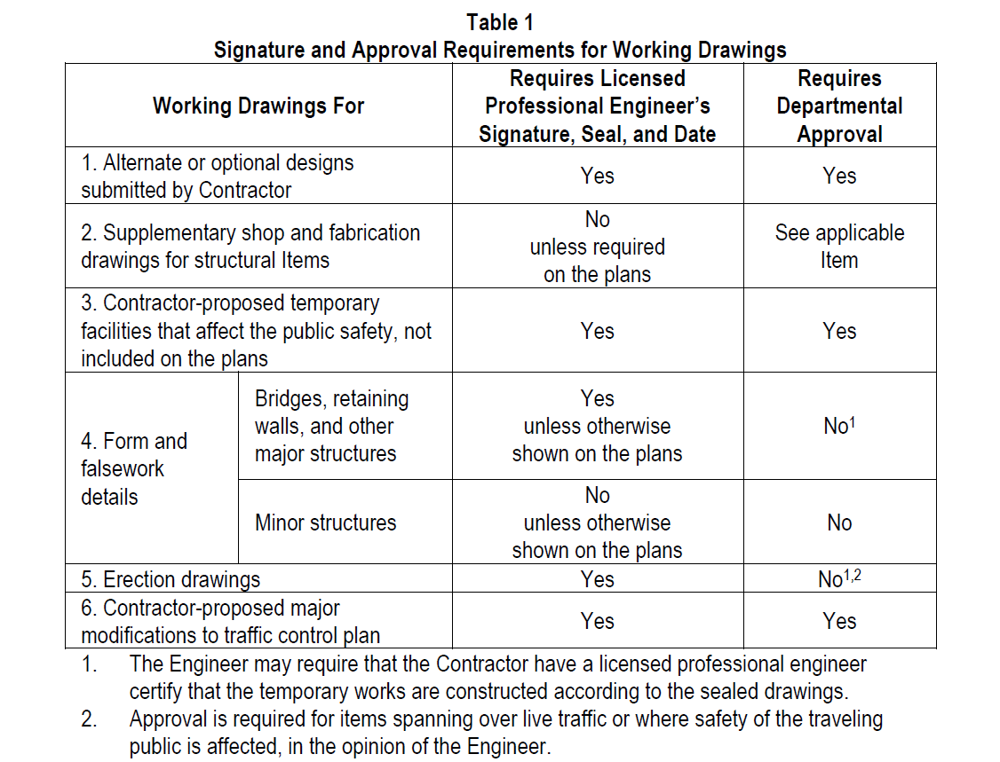 Table 1
Signature and Approval Requirements for Working Drawings
Working Drawings For
Requires Licensed
Professional Engineer’s
Signature, Seal, and Date
Requires
Departmental
Approval
1. Alternate or optional designs
submitted by Contractor
Yes
Yes
2. Supplementary shop and fabrication
drawings for structural Items
No
unless required
on the plans
See applicable
Item
3. Contractor-proposed temporary
facilities that affect the public safety, not
included on the plans
Yes
Yes
4. Form and
falsework
details
Bridges, retaining
walls, and other
major structures
Yes
unless otherwise
shown on the plans
No¹
Minor structures
No
unless otherwise
shown on the plans
No
5. Erection drawings
Yes
No¹,²
6. Contractor-proposed major
modifications to traffic control plan
Yes
Yes
1. The Engineer may require that the Contractor have a licensed professional engineer
certify that the temporary works are constructed according to the sealed drawings.
2. Approval is required for items spanning over live traffic or where safety of the traveling
public is affected, in the opinion of the Engineer.